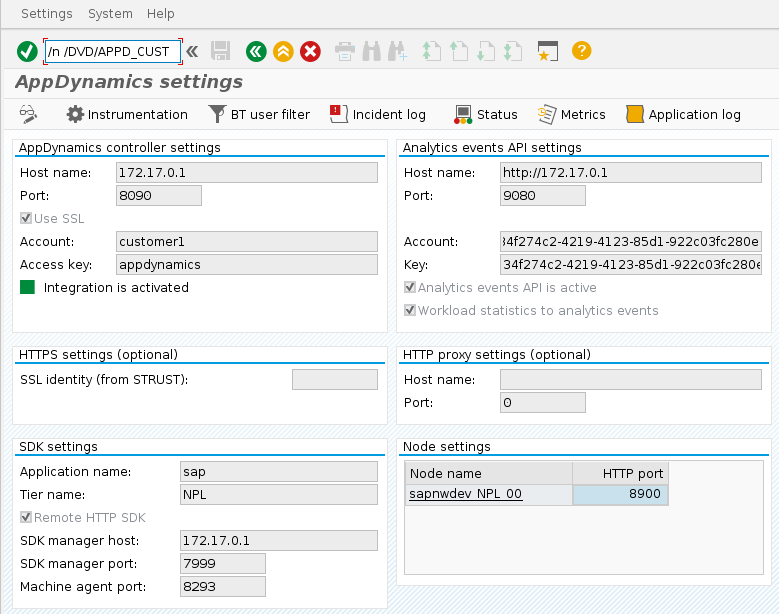 Settings System Help
/n /DVD/APPD_CUST
AppDynamics settings
Instrumentation BT user filter Incident log Status Metrics Application log
AppDynamics controller settings
Host name: 172.17.0.1
Port: 8090
Use SSL
Account: customer1
Access key: appdynamics
Integration is activated
Analytics events API settings
Host name: http://172.17.0.1
Port: 9080
Account: 34f274c2-4219-4123-85d1-922c03fc280e
Key: 34f274c2-4219-4123-85d1-922c03fc280e
Analytics events API is active
Workload statistics to analytics events
HTTPS settings (optional)
SSL identity (from STRUST):
HTTP proxy settings (optional)
Host name:
Port: 0
SDK settings
Application name: sap
Tier name: NPL
Remote HTTP SDK
SDK manager host: 172.17.0.1
SDK manager port: 7999
Machine agent port: 8293
Node settings
Node name HTTP port
sapnwdev_NPL_00 8900